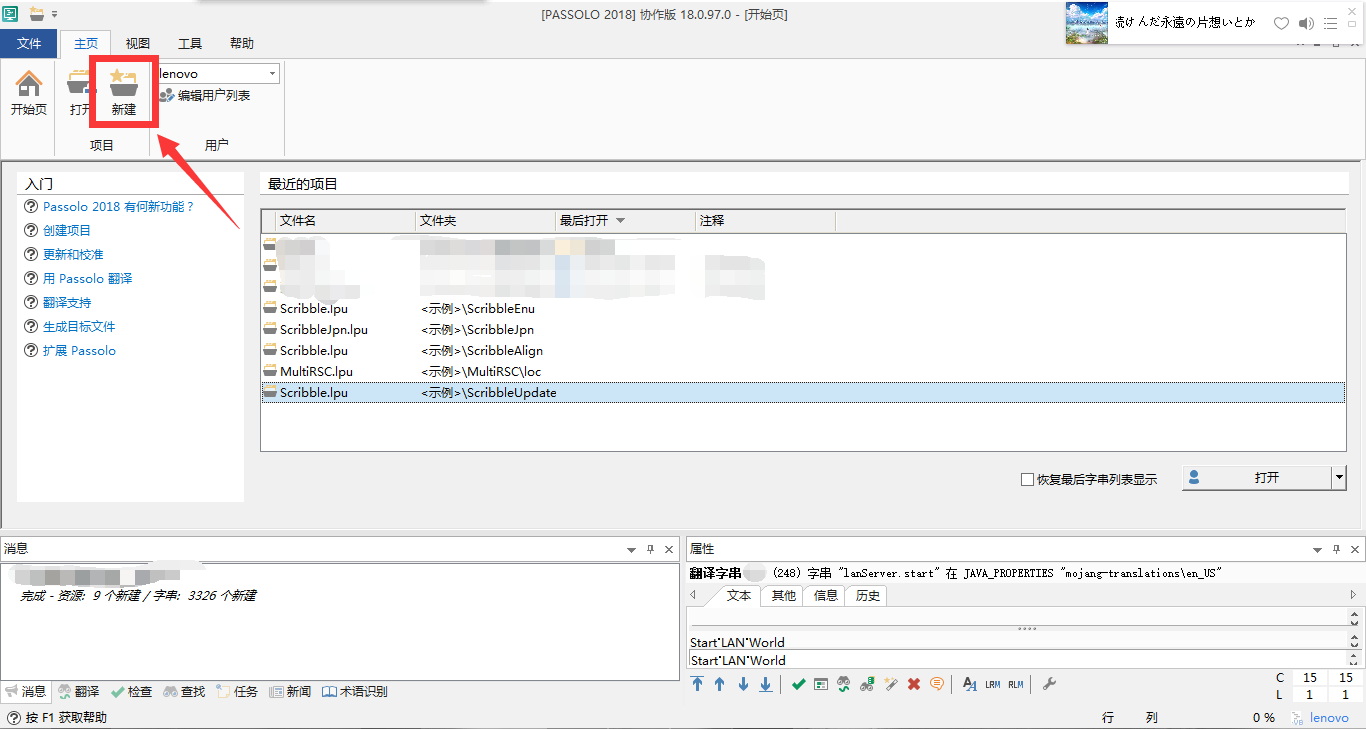 [PASSOLO 2018] 协作版 18.0.97.0 - [开始页]
続けんだ永遠の片想いとか
文件 主页 视图 工具 帮助
lenovo
编辑用户列表
开始页 打开 新建
项目 用户
入门
Passolo 2018 有何新功能？
创建项目
更新和校准
用 Passolo 翻译
翻译支持
生成目标文件
扩展 Passolo
最近的项目
文件名 文件夹 最后打开 注释
Scribble.lpu <示例>\ScribbleEnu
ScribbleJpn.lpu <示例>\ScribbleJpn
Scribble.lpu <示例>\ScribbleAlign
MultiRSC.lpu <示例>\MultiRSC\loc
Scribble.lpu <示例>\ScribbleUpdate
恢复最后字串列表显示 打开
消息
完成 - 资源: 9 个新建 / 字串: 3326 个新建
消息 翻译 检查 查找 任务 新闻 术语识别
属性
翻译字串 (248) 字串 "lanServer.start" 在 JAVA_PROPERTIES "mojang-translations\en_US"
文本 其他 信息 历史
Start˙LAN˙World
Start˙LAN˙World
LRM RLM
C 15 15
L 1 1
按 F1 获取帮助 行 列 0 % lenovo